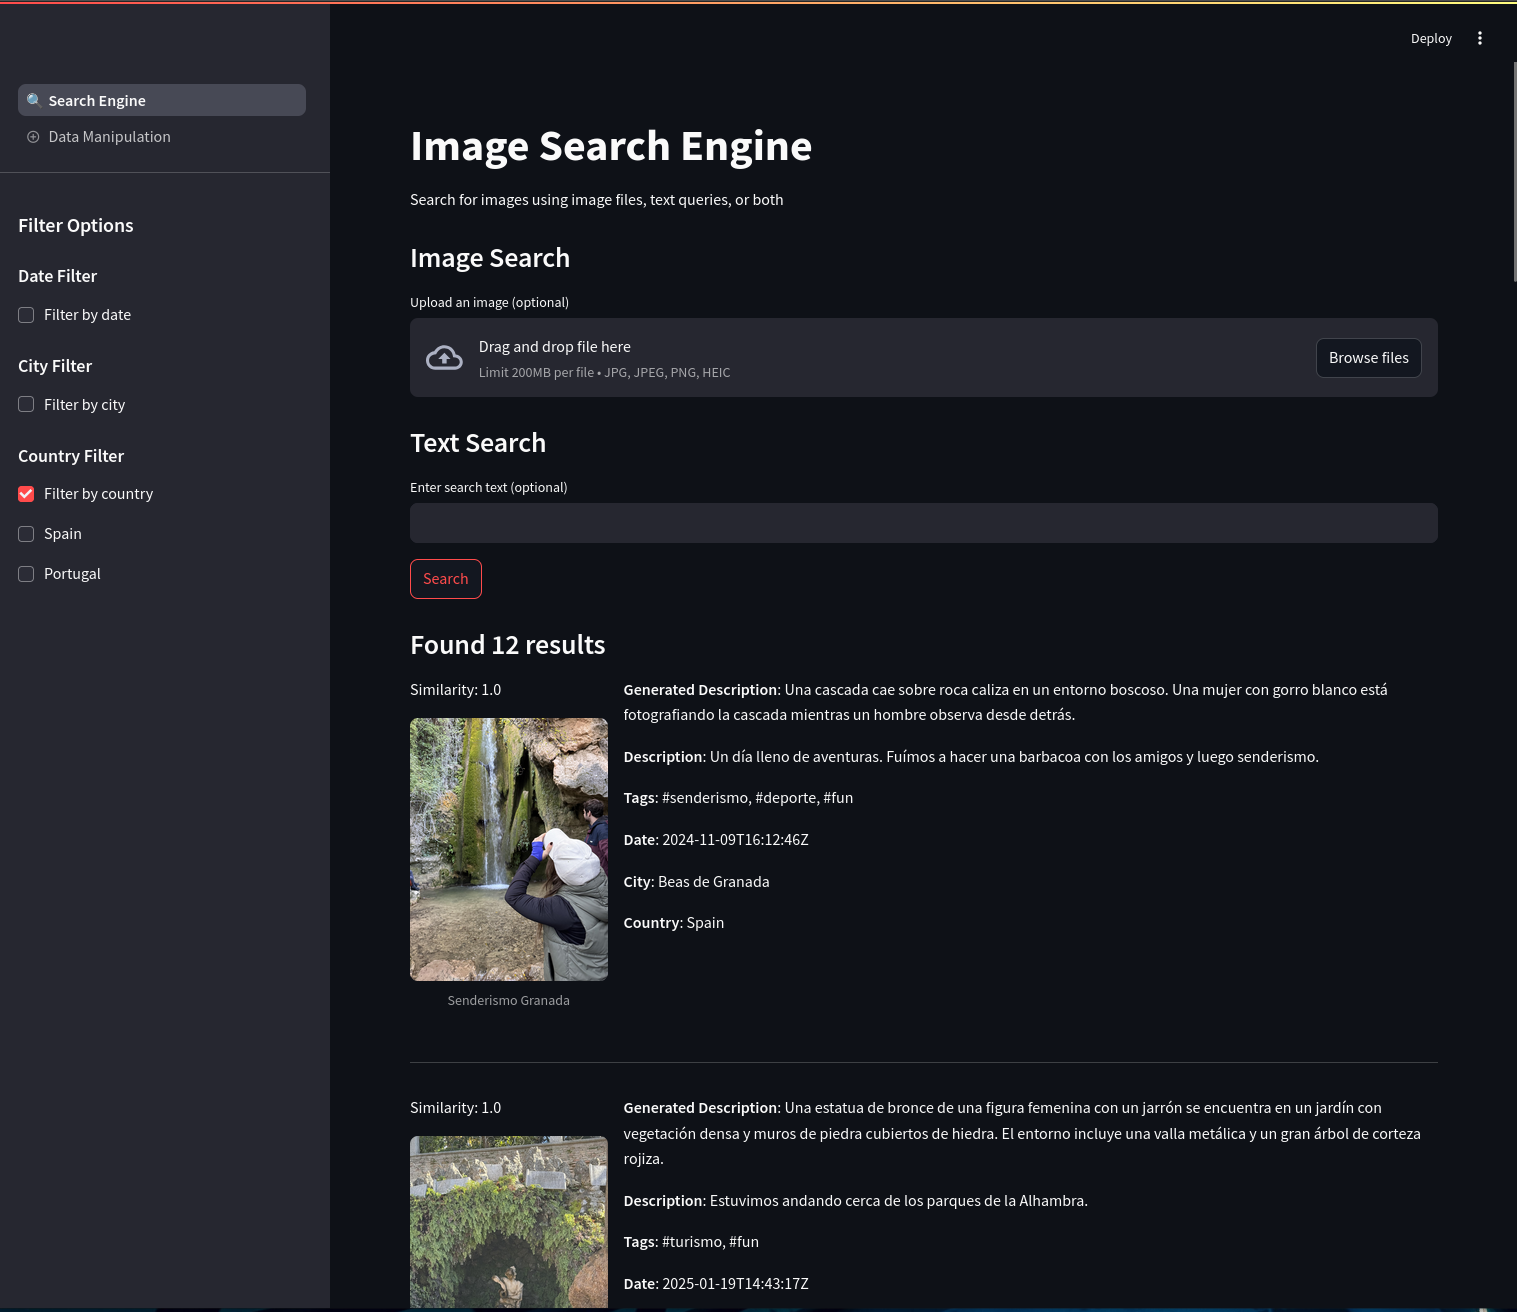 Deploy
🔍 Search Engine
Data Manipulation
Filter Options
Date Filter
Filter by date
City Filter
Filter by city
Country Filter
Filter by country
Spain
Portugal
Image Search Engine
Search for images using image files, text queries, or both
Image Search
Upload an image (optional)
Drag and drop file here
Limit 200MB per file • JPG, JPEG, PNG, HEIC
Browse files
Text Search
Enter search text (optional)
Search
Found 12 results
Similarity: 1.0
Generated Description: Una cascada cae sobre roca caliza en un entorno boscoso. Una mujer con gorro blanco está
fotografiando la cascada mientras un hombre observa desde detrás.
Description: Un día lleno de aventuras. Fuímos a hacer una barbacoa con los amigos y luego senderismo.
Tags: #senderismo, #deporte, #fun
Date: 2024-11-09T16:12:46Z
City: Beas de Granada
Country: Spain
Senderismo Granada
Similarity: 1.0
Generated Description: Una estatua de bronce de una figura femenina con un jarrón se encuentra en un jardín con
vegetación densa y muros de piedra cubiertos de hiedra. El entorno incluye una valla metálica y un gran árbol de corteza
rojiza.
Description: Estuvimos andando cerca de los parques de la Alhambra.
Tags: #turismo, #fun
Date: 2025-01-19T14:43:17Z